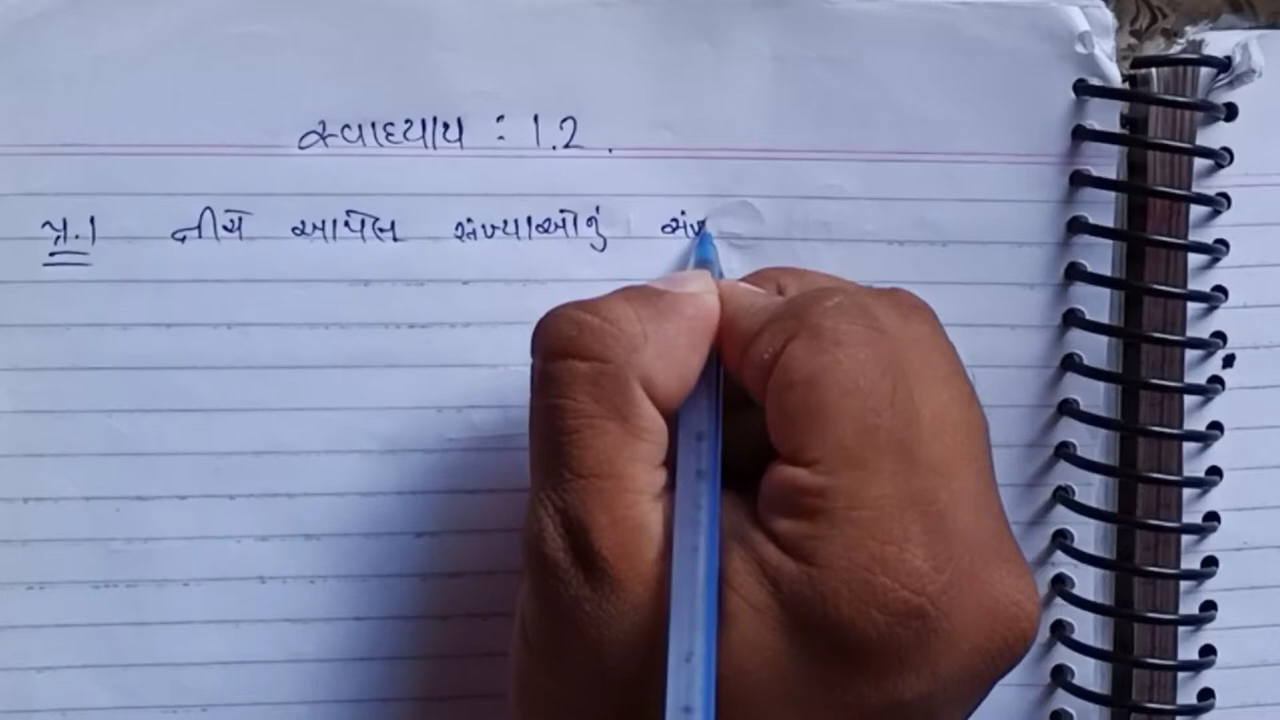 સ્વાધ્યાય : 1.2.
પ્ર.1 નીચે આપેલ સંખ્યાઓનું